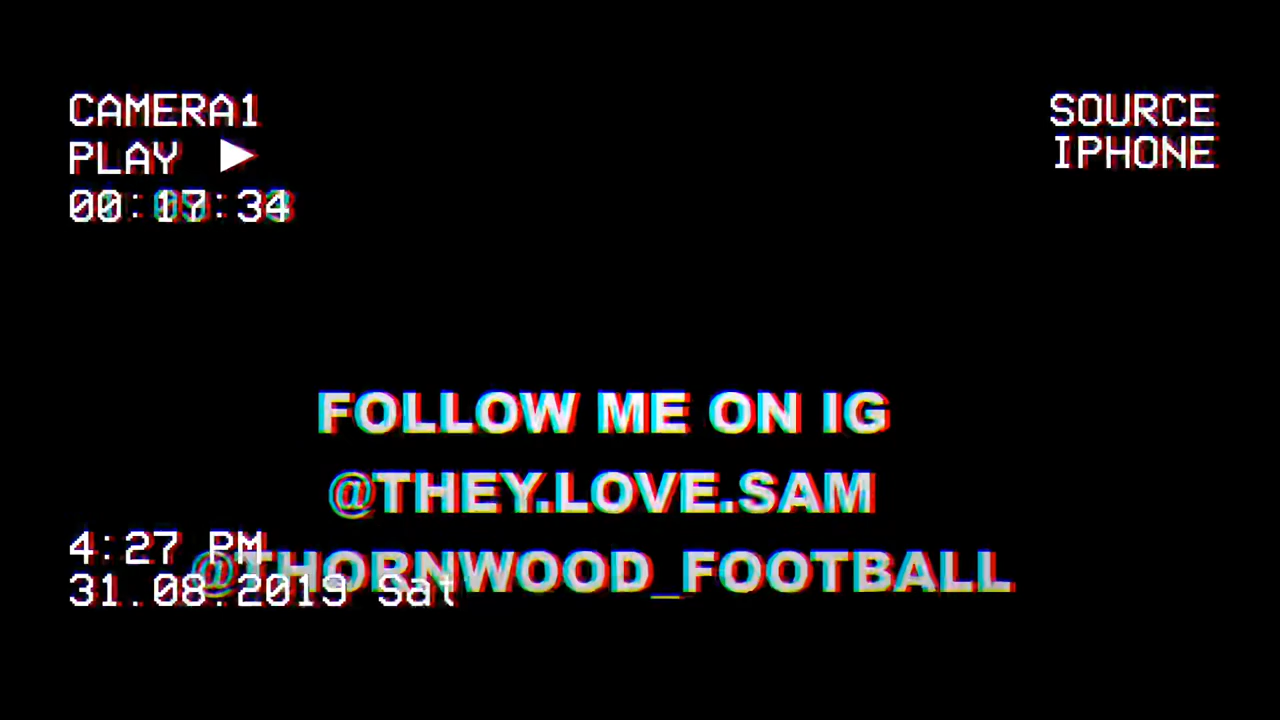 CAMERA1
PLAY
00:17:34
SOURCE
IPHONE
FOLLOW ME ON IG
@THEY.LOVE.SAM
@THORNWOOD_FOOTBALL
4:27 PM
31.08.2019 Sat